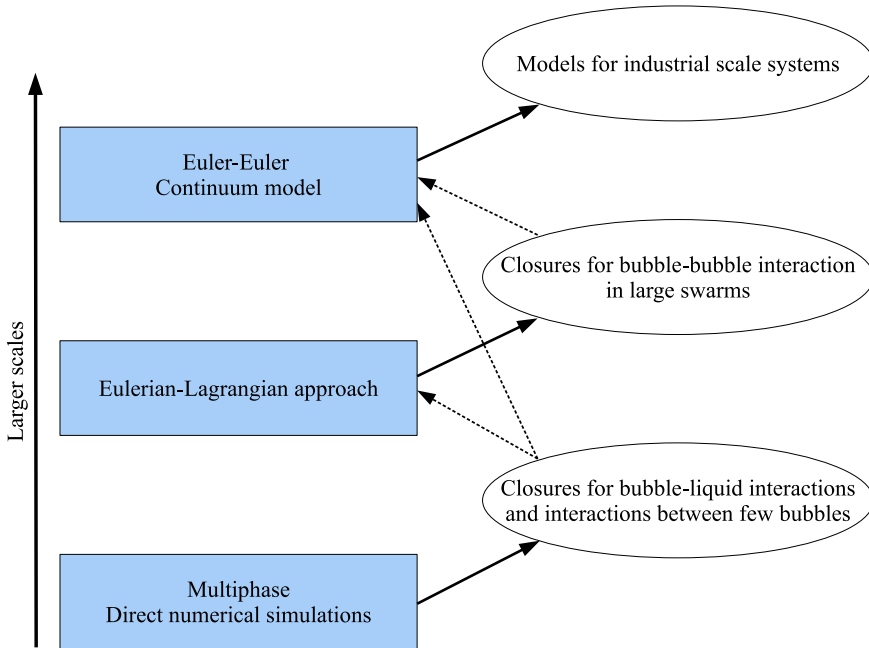 Models for industrial scale systems
Euler-Euler
Continuum model
Closures for bubble-bubble interaction
in large swarms
Larger scales
Eulerian-Lagrangian approach
Closures for bubble-liquid interactions
and interactions between few bubbles
Multiphase
Direct numerical simulations